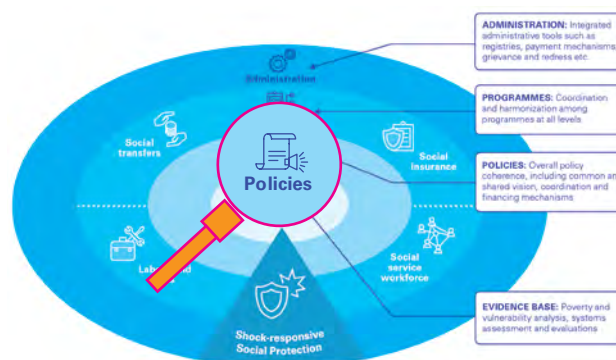 ADMINISTRATION: Integrated
administrative tools such as
registries, payment mechanisms
grievance and redress etc.
Administration
PROGRAMMES: Coordination
and harmonization among
programmes at all levels
Social
transfers
Policies
Social
Insurance
POLICIES: Overall policy
coherence, including common an
shared vision, coordination and
financing mechanisms
Social
service
workforce
EVIDENCE BASE: Poverty and
vulnerability analysis, systems
assessment and evaluations
Shock-responsive
Social Protection